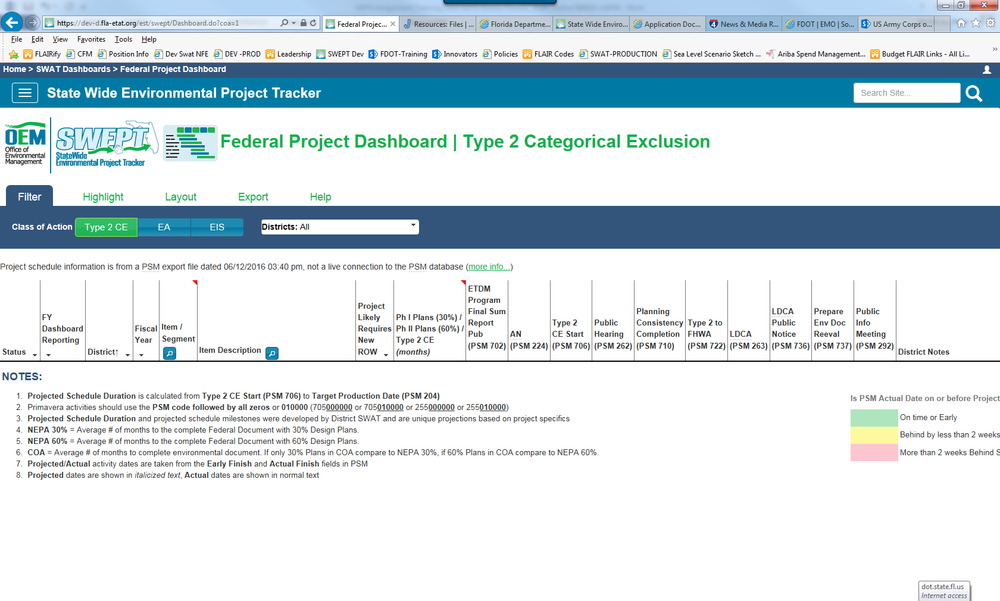 https://dev-d.fla-etat.org/est/swept/Dashboard.do?coa=1
Federal Projec...
Resources: Files | ...
Florida Departme...
State Wide Enviro...
Application Doc...
News & Media R...
FDOT | EMO | So...
US Army Corps o...
File Edit View Favorites Tools Help
FLAIRify CFM Position Info Dev Swat NFE DEV -PROD Leadership SWEPT Dev FDOT-Training Innovators Policies FLAIR Codes SWAT-PRODUCTION Sea Level Scenario Sketch ... Ariba Spend Management... Budget FLAIR Links - All Li...
Home > SWAT Dashboards > Federal Project Dashboard
State Wide Environmental Project Tracker
Search Site...
OEM
Office of
Environmental
Management
SWEPT
StateWide
Environmental Project Tracker
Federal Project Dashboard | Type 2 Categorical Exclusion
Filter Highlight Layout Export Help
Class of Action Type 2 CE EA EIS Districts: All
Project schedule information is from a PSM export file dated 06/12/2016 03:40 pm, not a live connection to the PSM database (more info...)
Status
FY
Dashboard
Reporting
District↑
Fiscal
Year
Item /
Segment
Item Description
Project
Likely
Requires
New
ROW
Ph I Plans (30%) /
Ph II Plans (60%) /
Type 2 CE
(months)
ETDM
Program
Final Sum
Report
Pub
(PSM 702)
AN
(PSM 224)
Type 2
CE Start
(PSM 706)
Public
Hearing
(PSM 262)
Planning
Consistency
Completion
(PSM 710)
Type 2 to
FHWA
(PSM 722)
LDCA
(PSM 263)
LDCA
Public
Notice
(PSM 736)
Prepare
Env Doc
Reeval
(PSM 737)
Public
Info
Meeting
(PSM 292)
District Notes
NOTES:
1. Projected Schedule Duration is calculated from Type 2 CE Start (PSM 706) to Target Production Date (PSM 204)
2. Primavera activities should use the PSM code followed by all zeros or 010000 (705000000 or 705010000 or 255000000 or 255010000)
3. Projected Schedule Duration and projected schedule milestones were developed by District SWAT and are unique projections based on project specifics
4. NEPA 30% = Average # of months to the complete Federal Document with 30% Design Plans.
5. NEPA 60% = Average # of months to the complete Federal Document with 60% Design Plans.
6. COA = Average # of months to complete environmental document. If only 30% Plans in COA compare to NEPA 30%, if 60% Plans in COA compare to NEPA 60%.
7. Projected/Actual activity dates are taken from the Early Finish and Actual Finish fields in PSM
8. Projected dates are shown in italicized text, Actual dates are shown in normal text
Is PSM Actual Date on or before Project
On time or Early
Behind by less than 2 weeks
More than 2 weeks Behind S
dot.state.fl.us
Internet access